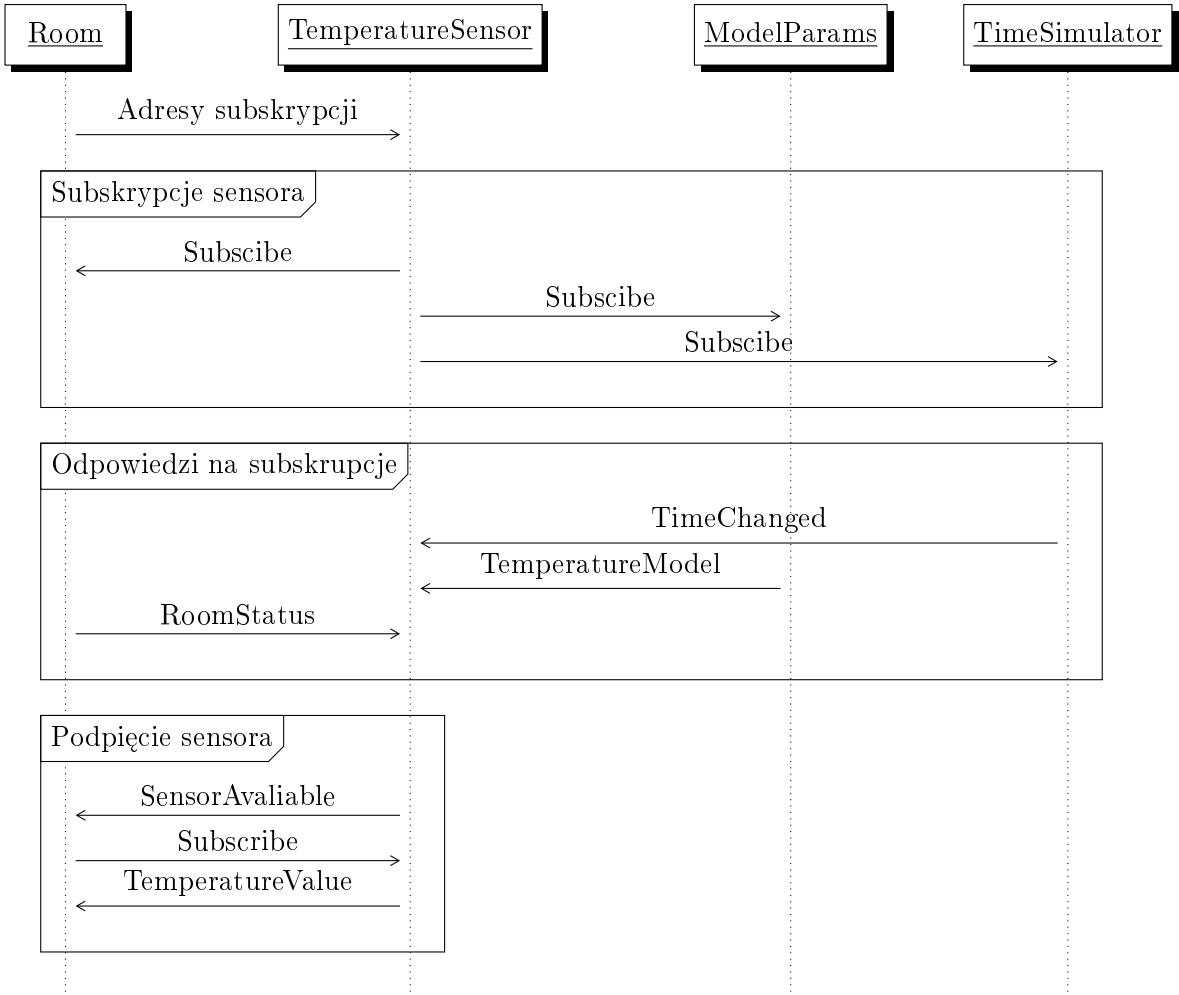 Room
TemperatureSensor
ModelParams
TimeSimulator
Adresy subskrypcji
Subskrypcje sensora
Subscibe
Subscibe
Subscibe
Odpowiedzi na subskrupcje
TimeChanged
TemperatureModel
RoomStatus
Podpięcie sensora
SensorAvaliable
Subscribe
TemperatureValue